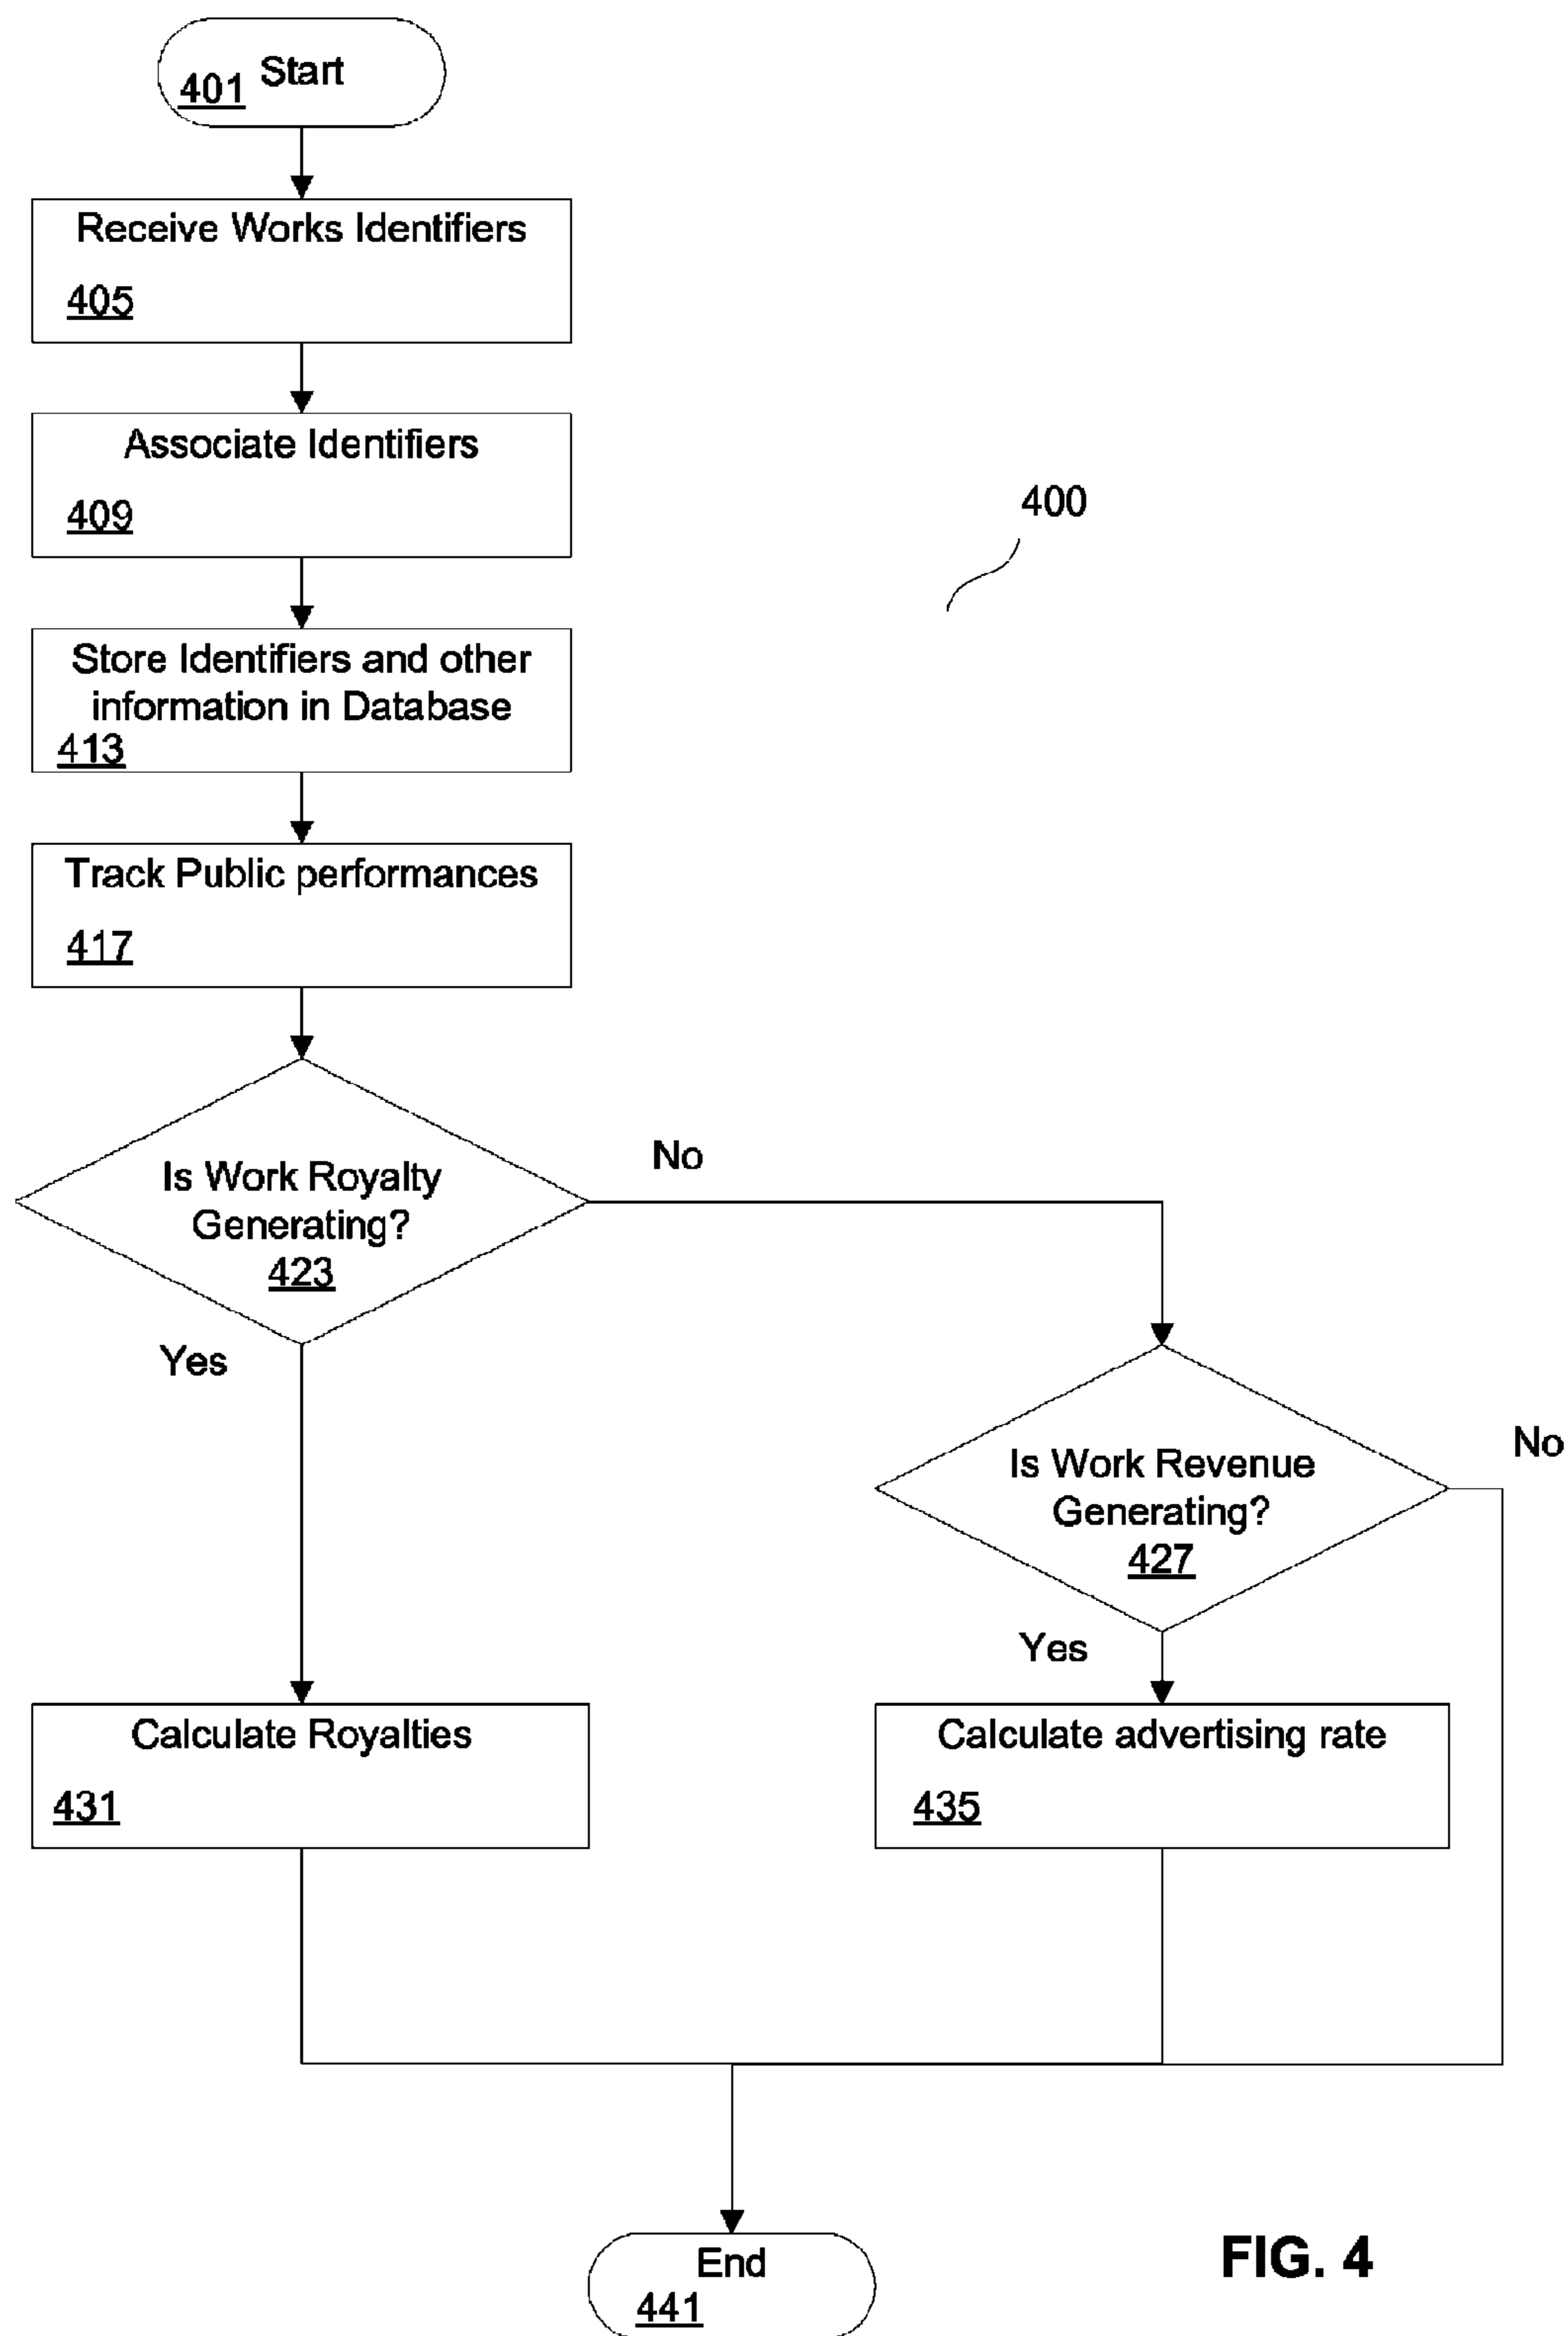 Start
401
Receive Works Identifiers
405
Associate Identifiers
409
400
Store Identifiers and other
information in Database
413
Track Public performances
417
Is Work Royalty
Generating?
423
No
Yes
Is Work Revenue
Generating?
427
No
Yes
Calculate Royalties
431
Calculate advertising rate
435
End
441
FIG. 4